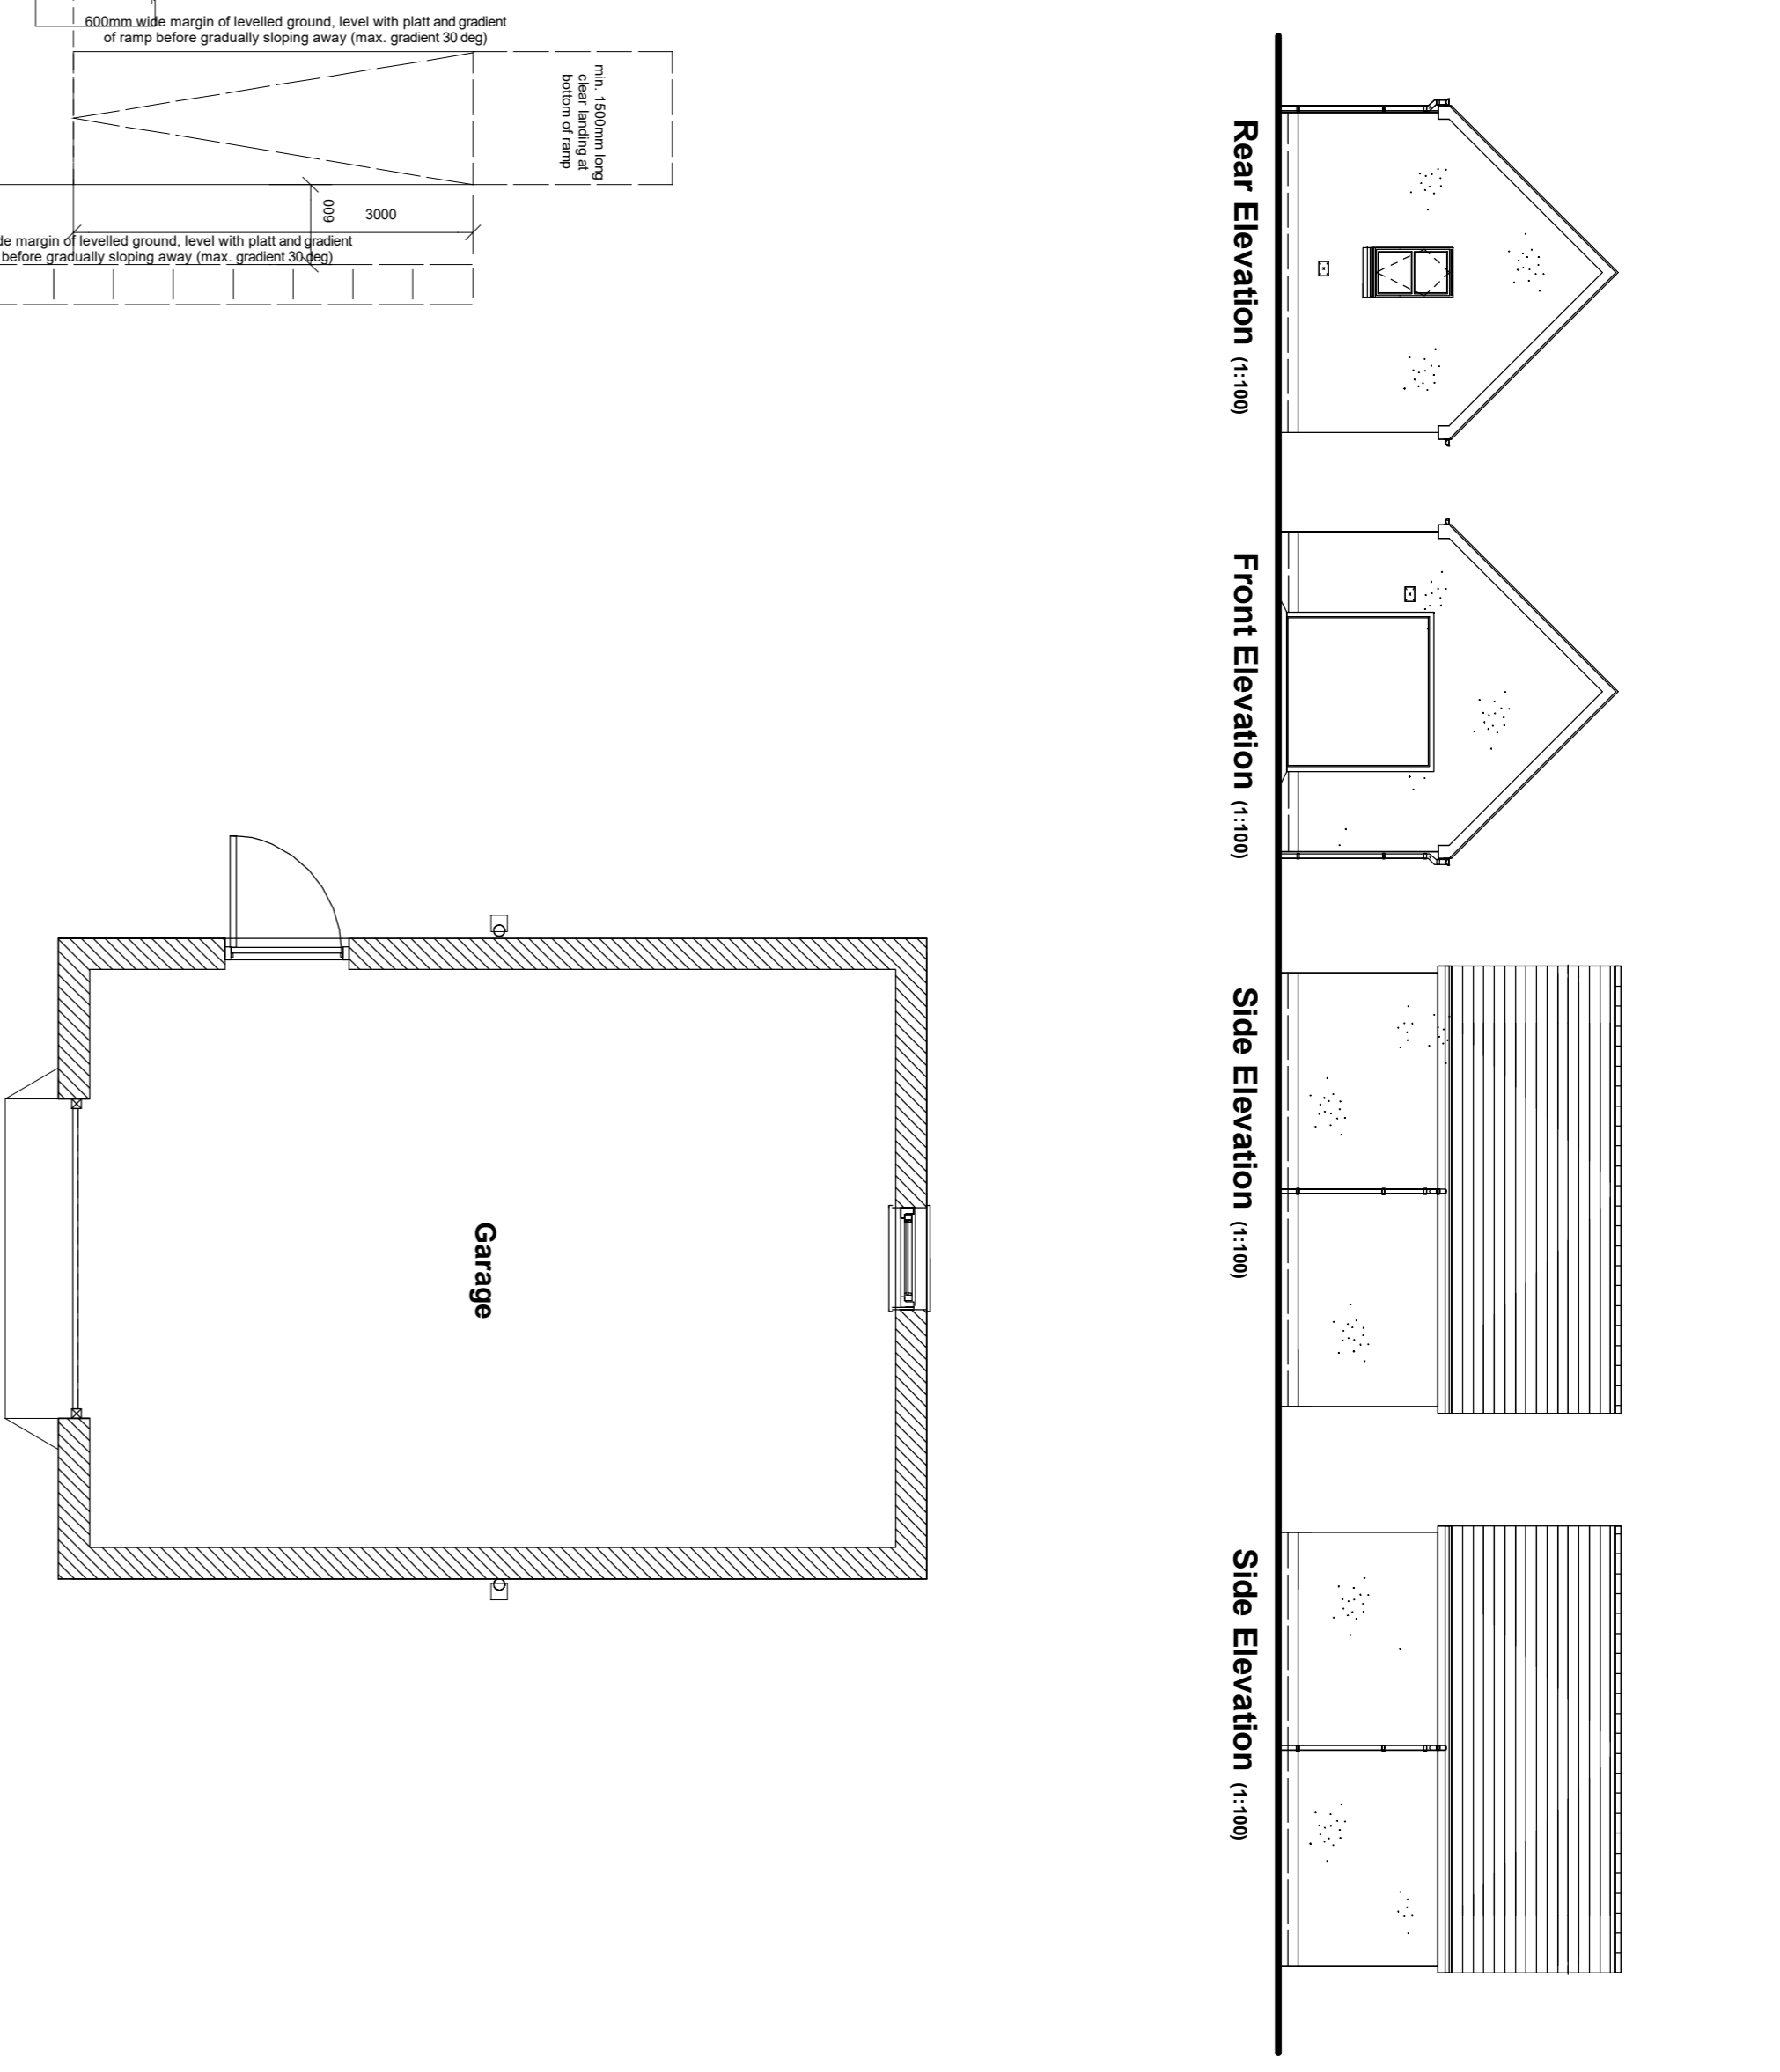 600mm wide margin of levelled ground, level with platt and gradient
of ramp before gradually sloping away (max. gradient 30 deg)
min. 1500mm long
clear landing at
bottom of ramp
600
3000
de margin of levelled ground, level with platt and gradient
before gradually sloping away (max. gradient 30 deg)
Rear Elevation (1:100)
Front Elevation (1:100)
Side Elevation (1:100)
Side Elevation (1:100)
Garage